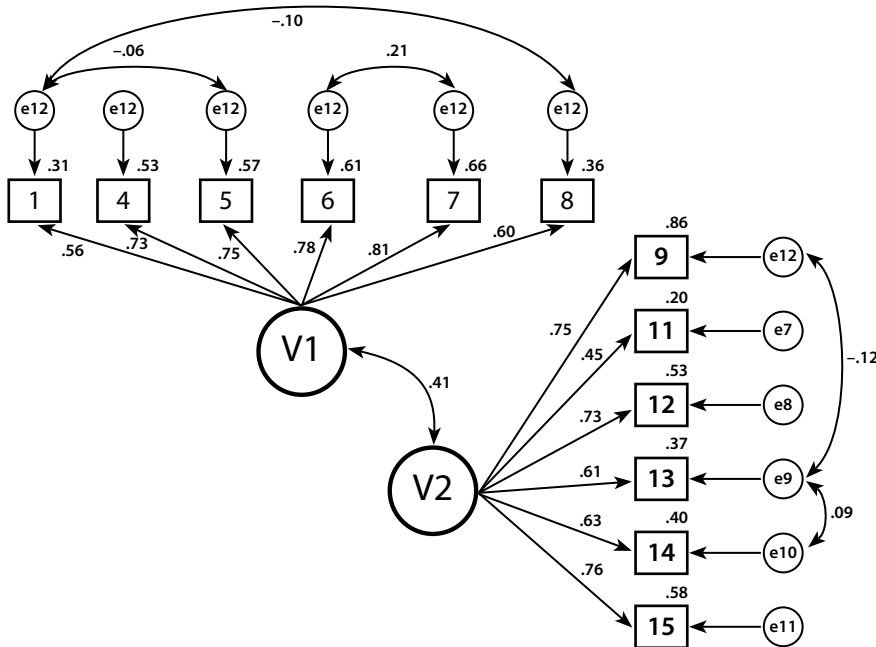 –.10
–.06
.21
e12 e12 e12 e12 e12 e12
.31 .53 .57 .61 .66 .36
1 4 5 6 7 8
.56 .73 .75 .78 .81 .60
V1
.41
V2
.86
9 e12
.75
.20
11 e7
.45
–.12
.53
12 e8
.73
.37
13 e9
.61
.09
.40
14 e10
.63
.58
15 e11
.76